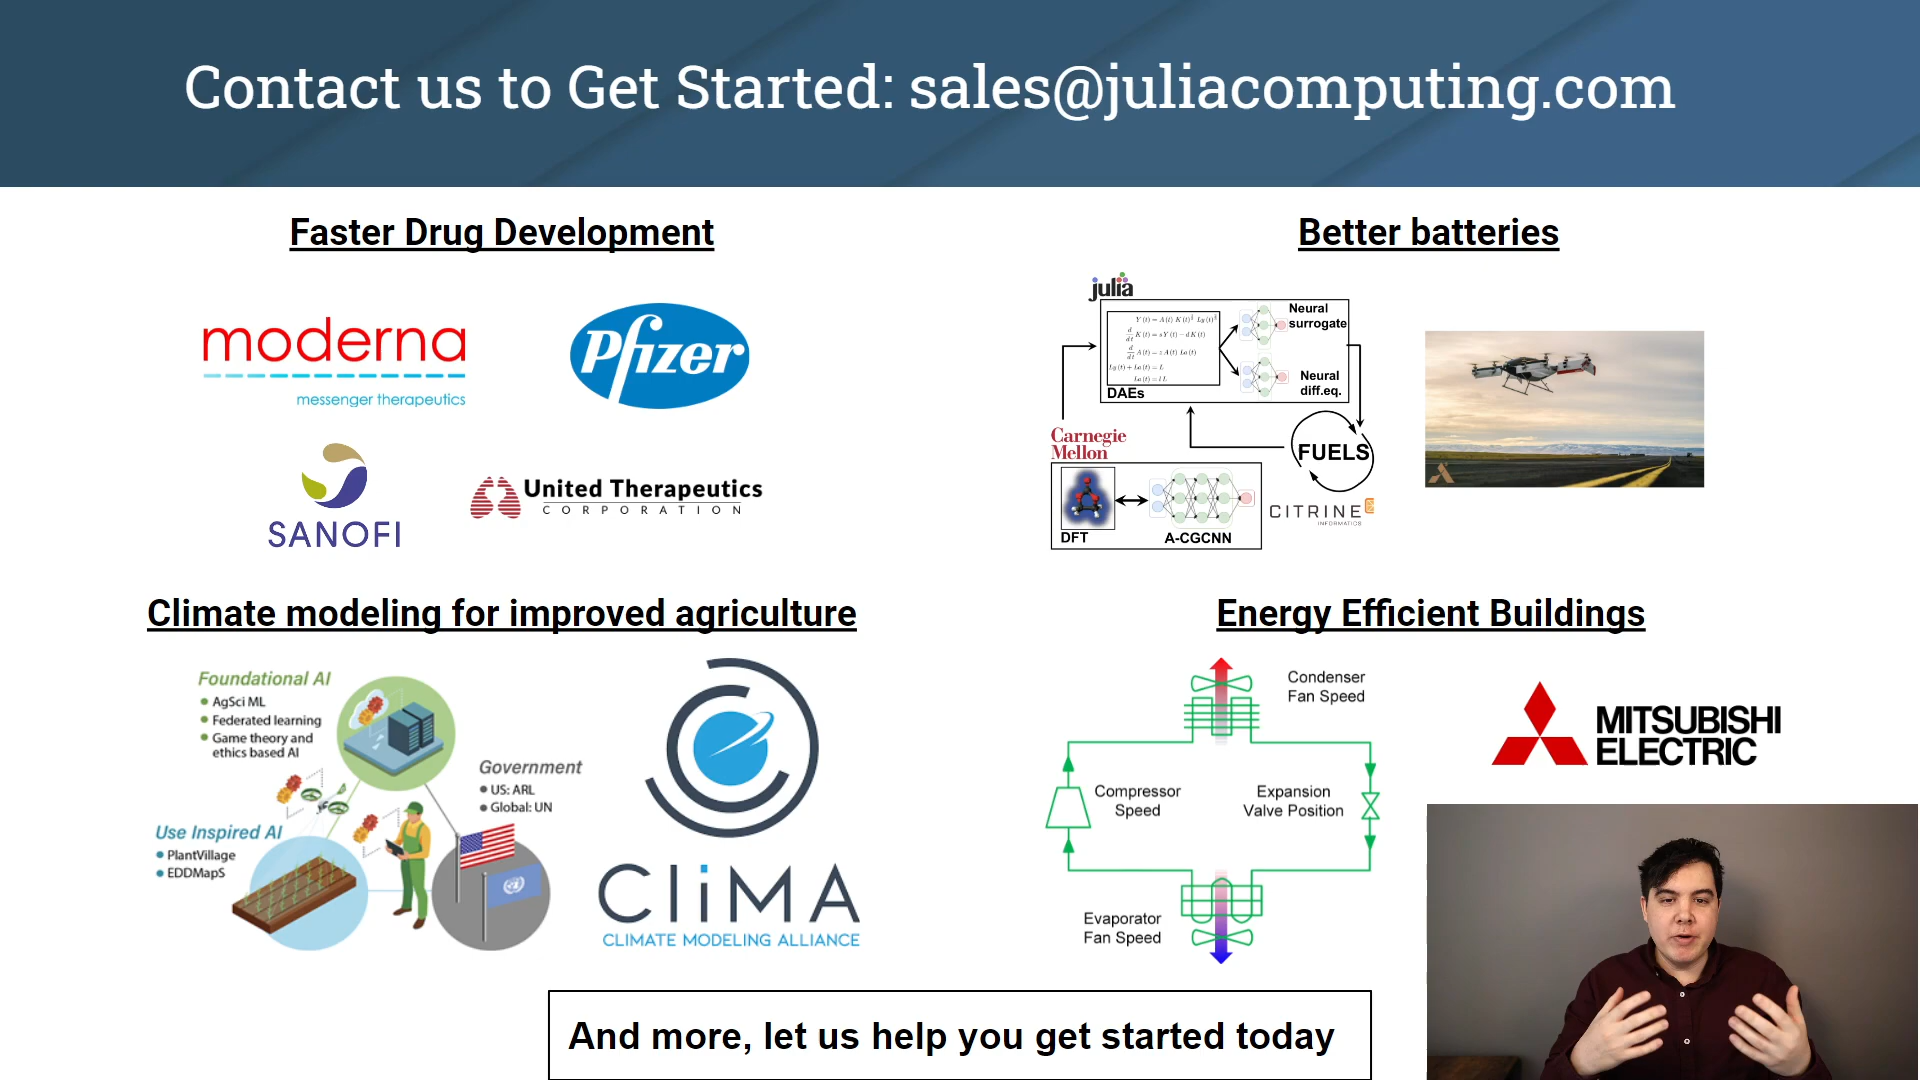 Contact us to Get Started: sales@juliacomputing.com
Faster Drug Development
moderna
messenger therapeutics
Pfizer
SANOFI
United Therapeutics
CORPORATION
Better batteries
julia
Neural
surrogate
Neural
diff.eq.
DAEs
FUELS
Carnegie
Mellon
DFT
A-CGCNN
CITRINE
INFORMATICS
Climate modeling for improved agriculture
Foundational AI
AgSci ML
Federated learning
Game theory and
ethics based AI
Government
US: ARL
Global: UN
Use Inspired AI
PlantVillage
EDDMapS
CliMA
CLIMATE MODELING ALLIANCE
Energy Efficient Buildings
Condenser
Fan Speed
Compressor
Speed
Expansion
Valve Position
Evaporator
Fan Speed
MITSUBISHI
ELECTRIC
And more, let us help you get started today